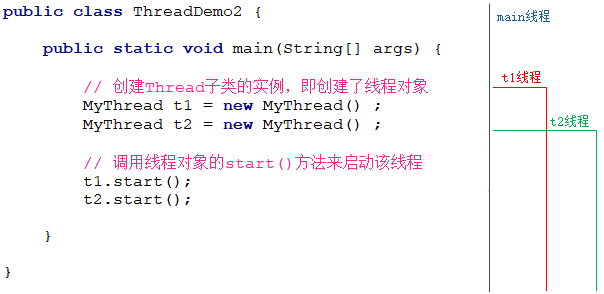 public class ThreadDemo2 {
public static void main(String[] args) {
// 创建Thread子类的实例，即创建了线程对象
MyThread t1 = new MyThread() ;
MyThread t2 = new MyThread() ;
// 调用线程对象的start()方法来启动该线程
t1.start();
t2.start();
}
}
main线程
t1线程
t2线程